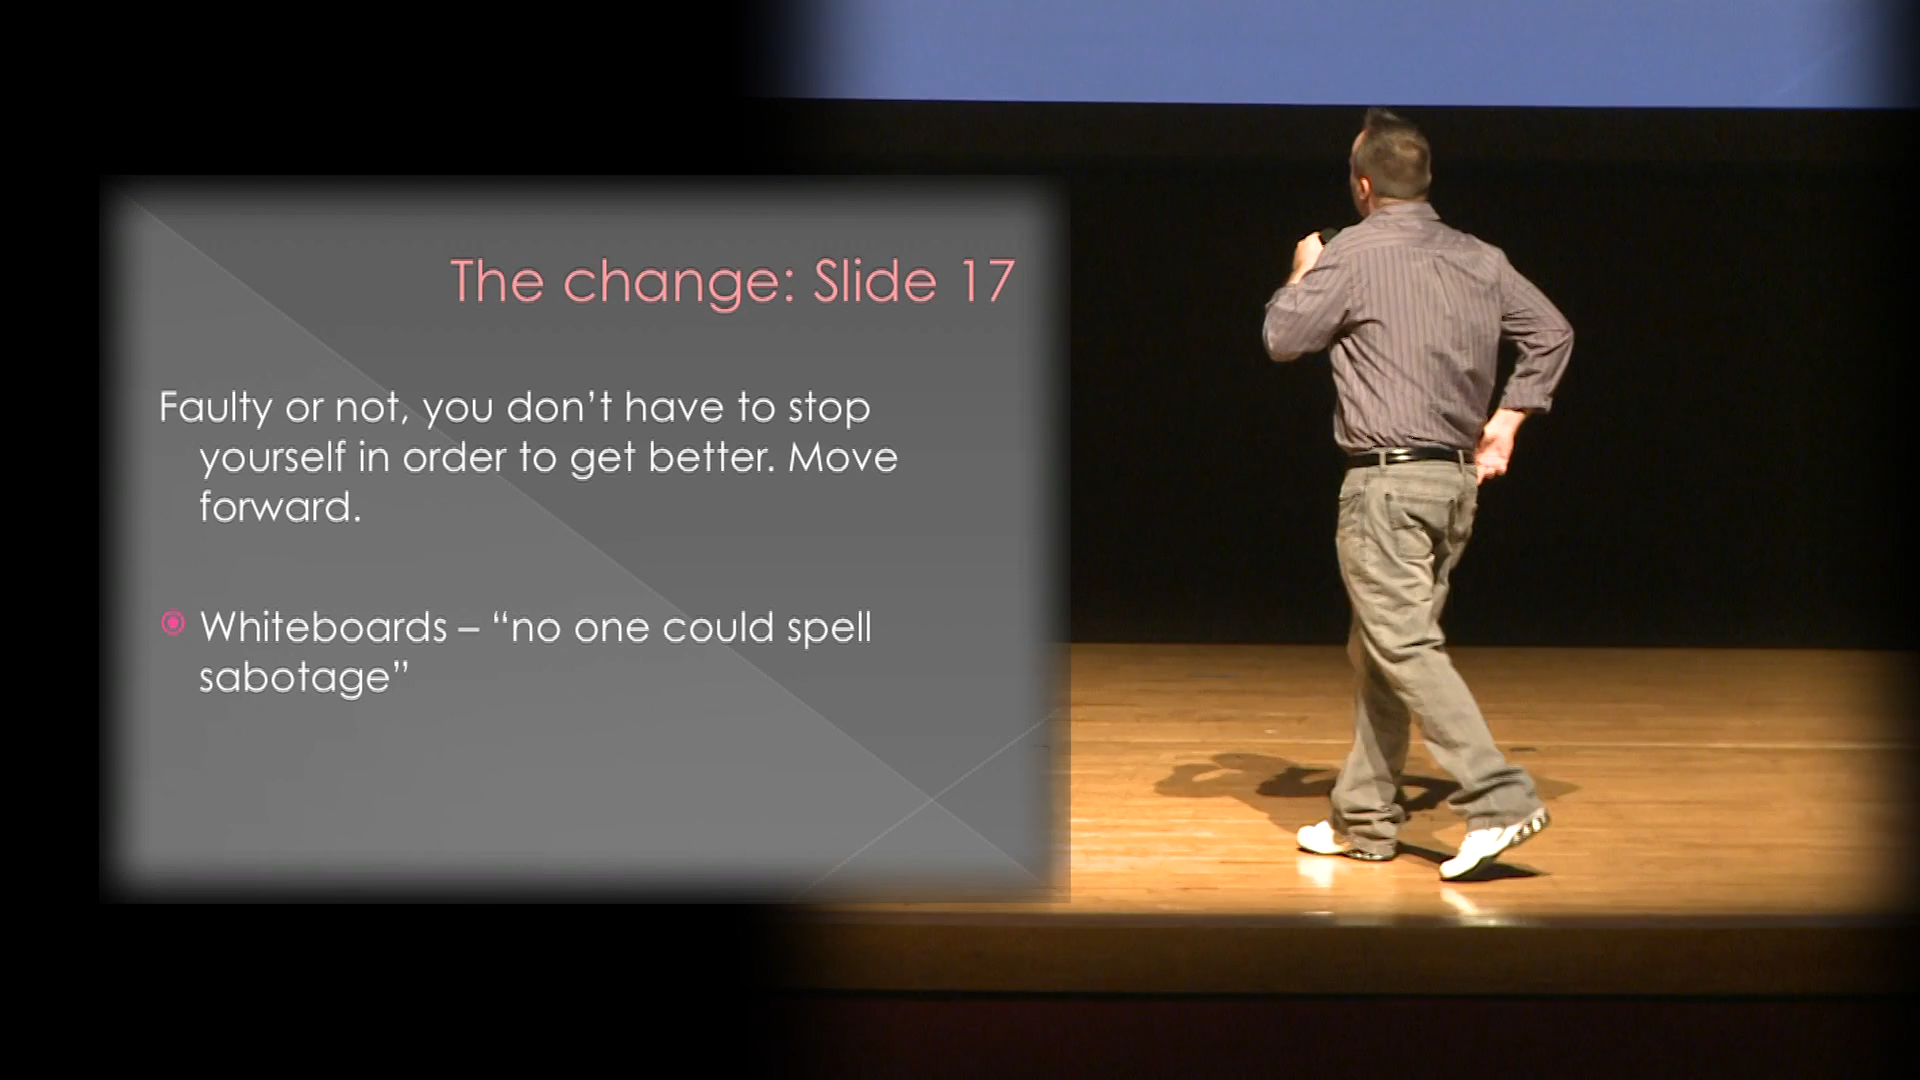 The change: Slide 17
Faulty or not, you don’t have to stop
yourself in order to get better. Move
forward.
Whiteboards – “no one could spell
sabotage”